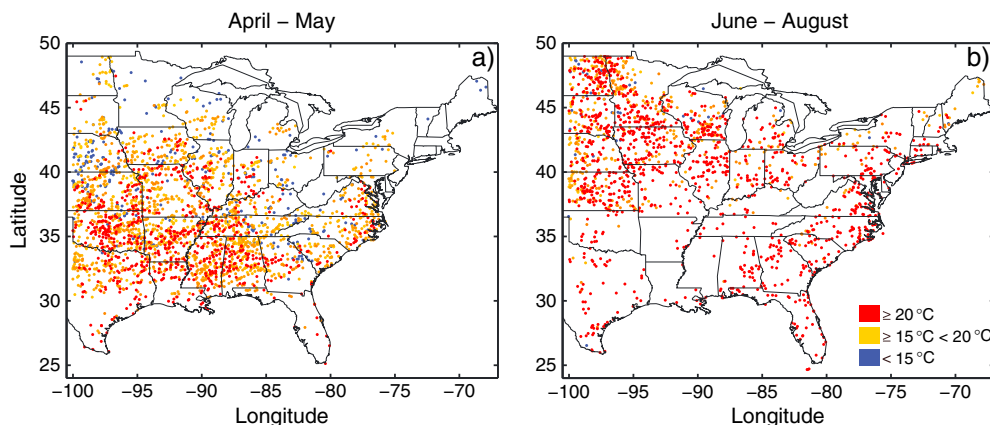 April – May
June – August
a)
b)
50
45
40
35
30
25
Latitude
−100
−95
−90
−85
−80
−75
−70
Longitude
50
45
40
35
30
25
−100
−95
−90
−85
−80
−75
−70
Longitude
≥ 20 °C
≥ 15 °C < 20 °C
< 15 °C